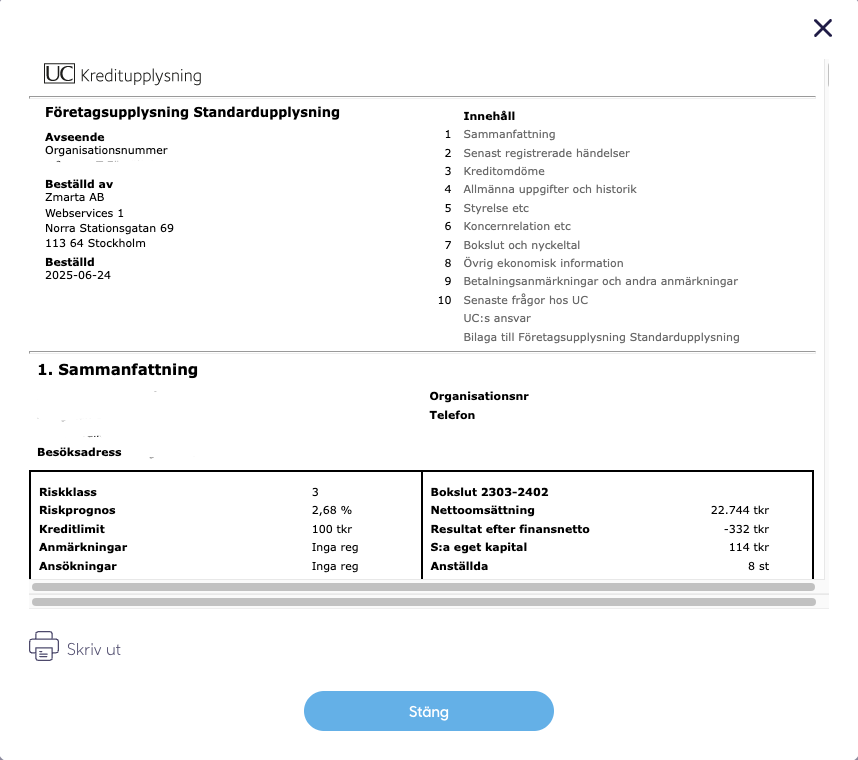 UC Kreditupplysning
Företagsupplysning Standardupplysning
Avseende
Organisationsnummer
Beställd av
Zmarta AB
Webservices 1
Norra Stationsgatan 69
113 64 Stockholm
Beställd
2025-06-24
Innehåll
1 Sammanfattning
2 Senast registrerade händelser
3 Kreditomdöme
4 Allmänna uppgifter och historik
5 Styrelse etc
6 Koncernrelation etc
7 Bokslut och nyckeltal
8 Övrig ekonomisk information
9 Betalningsanmärkningar och andra anmärkningar
10 Senaste frågor hos UC
UC:s ansvar
Bilaga till Företagsupplysning Standardupplysning
1. Sammanfattning
Organisationsnr
Telefon
Besöksadress
Riskklass 3
Riskprognos 2,68 %
Kreditlimit 100 tkr
Anmärkningar Inga reg
Ansökningar Inga reg
Bokslut 2303-2402
Nettoomsättning 22.744 tkr
Resultat efter finansnetto -332 tkr
S:a eget kapital 114 tkr
Anställda 8 st
Skriv ut
Stäng